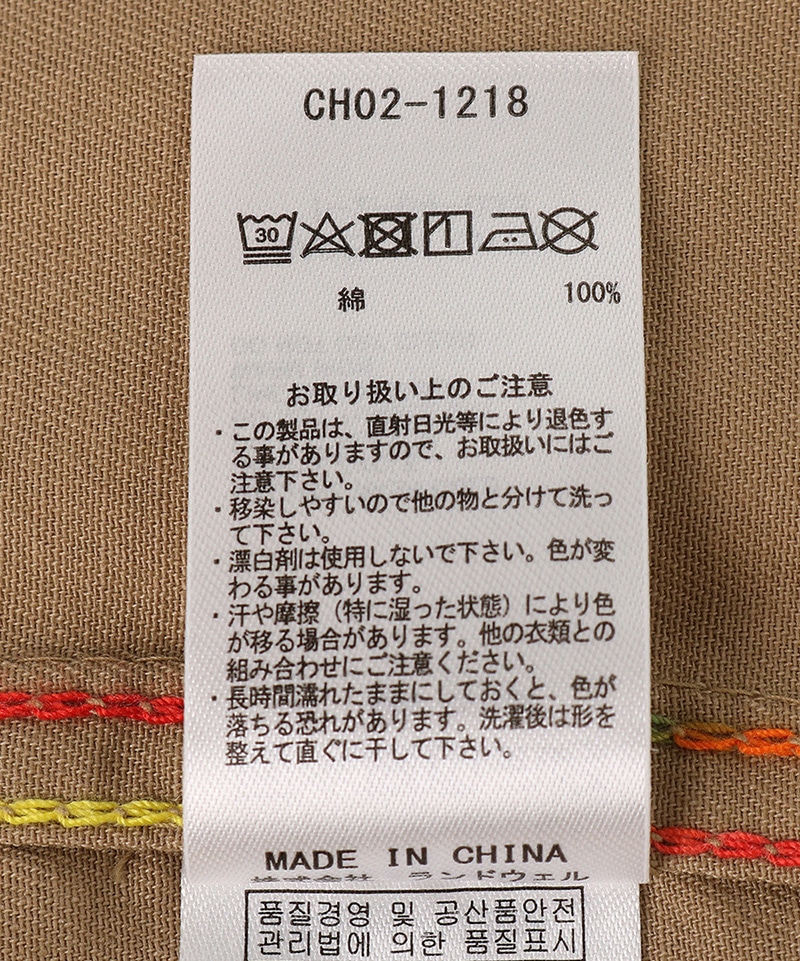 CH02-1218
30
綿 100%
お取り扱い上のご注意
・この製品は、直射日光等により退色す
る事がありますので、お取扱いにはご
注意下さい。
・移染しやすいので他の物と分けて洗っ
て下さい。
・漂白剤は使用しないで下さい。色が変
わる事があります。
・汗や摩擦（特に湿った状態）により色
が移る場合があります。他の衣類との
組み合わせにご注意ください。
・長時間濡れたままにしておくと、色が
落ちる恐れがあります。洗濯後は形を
整えて直ぐに干して下さい。
MADE IN CHINA
株式会社 ランドウェル
품질경영 및 공산품안전
관리법에 의한 품질표시